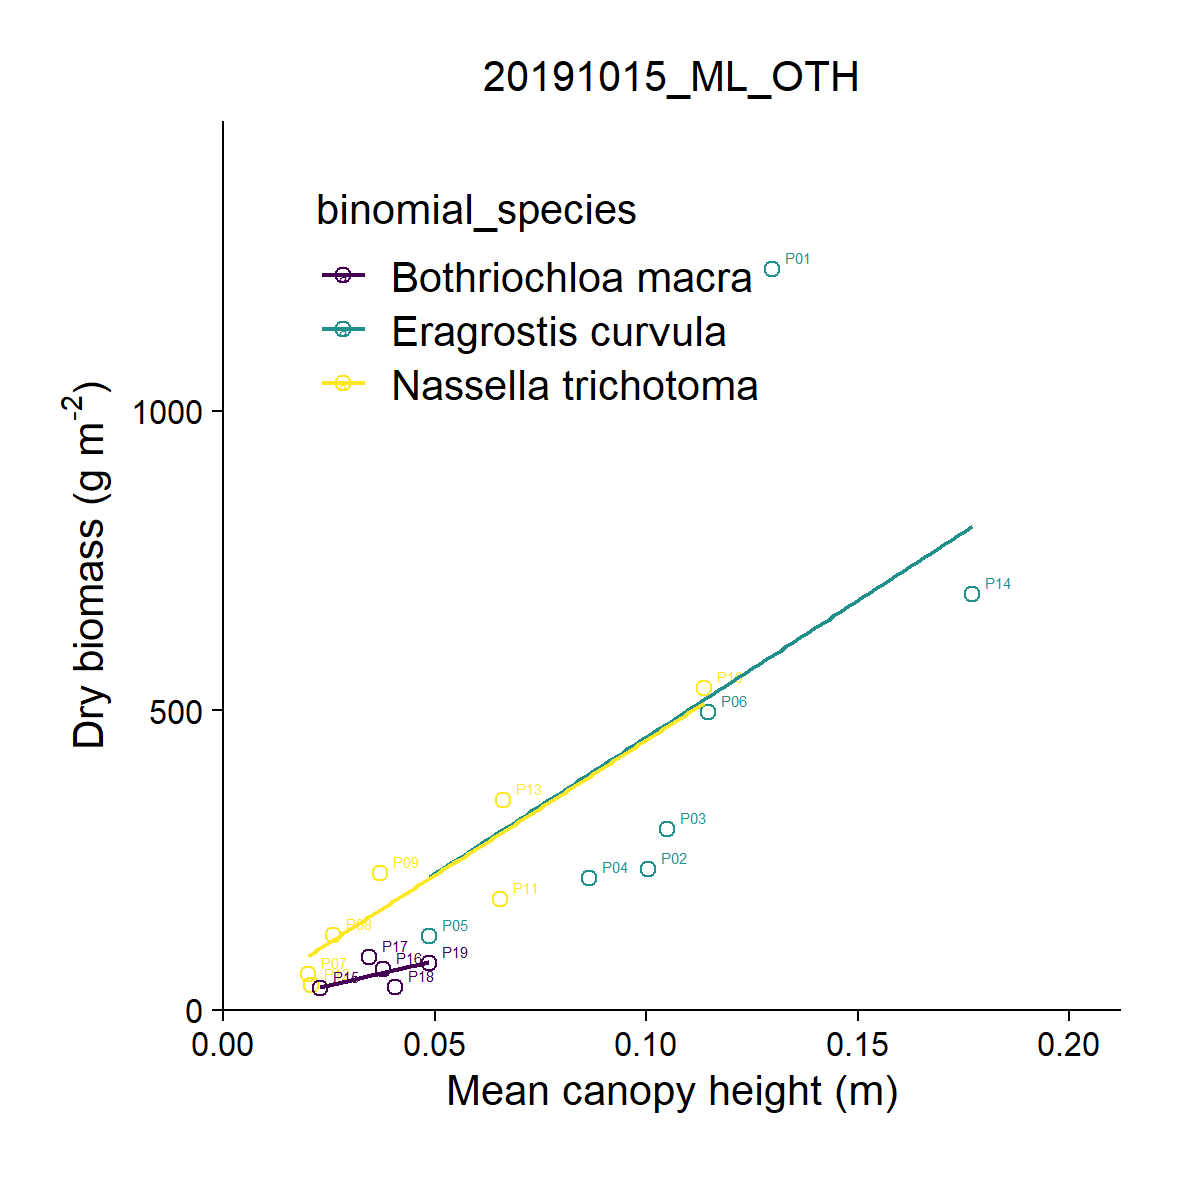 20191015_ML_OTH
binomial_species
Bothriochloa macra
Eragrostis curvula
Nassella trichotoma
P01
1000
P14
P06
500
P13
P03
P09
P02
P04
P11
P08
P05
P17
P19
P16
P07
P15
P18
0
0.00
0.05
0.10
0.15
0.20
Mean canopy height (m)
Dry biomass (g m⁻²)